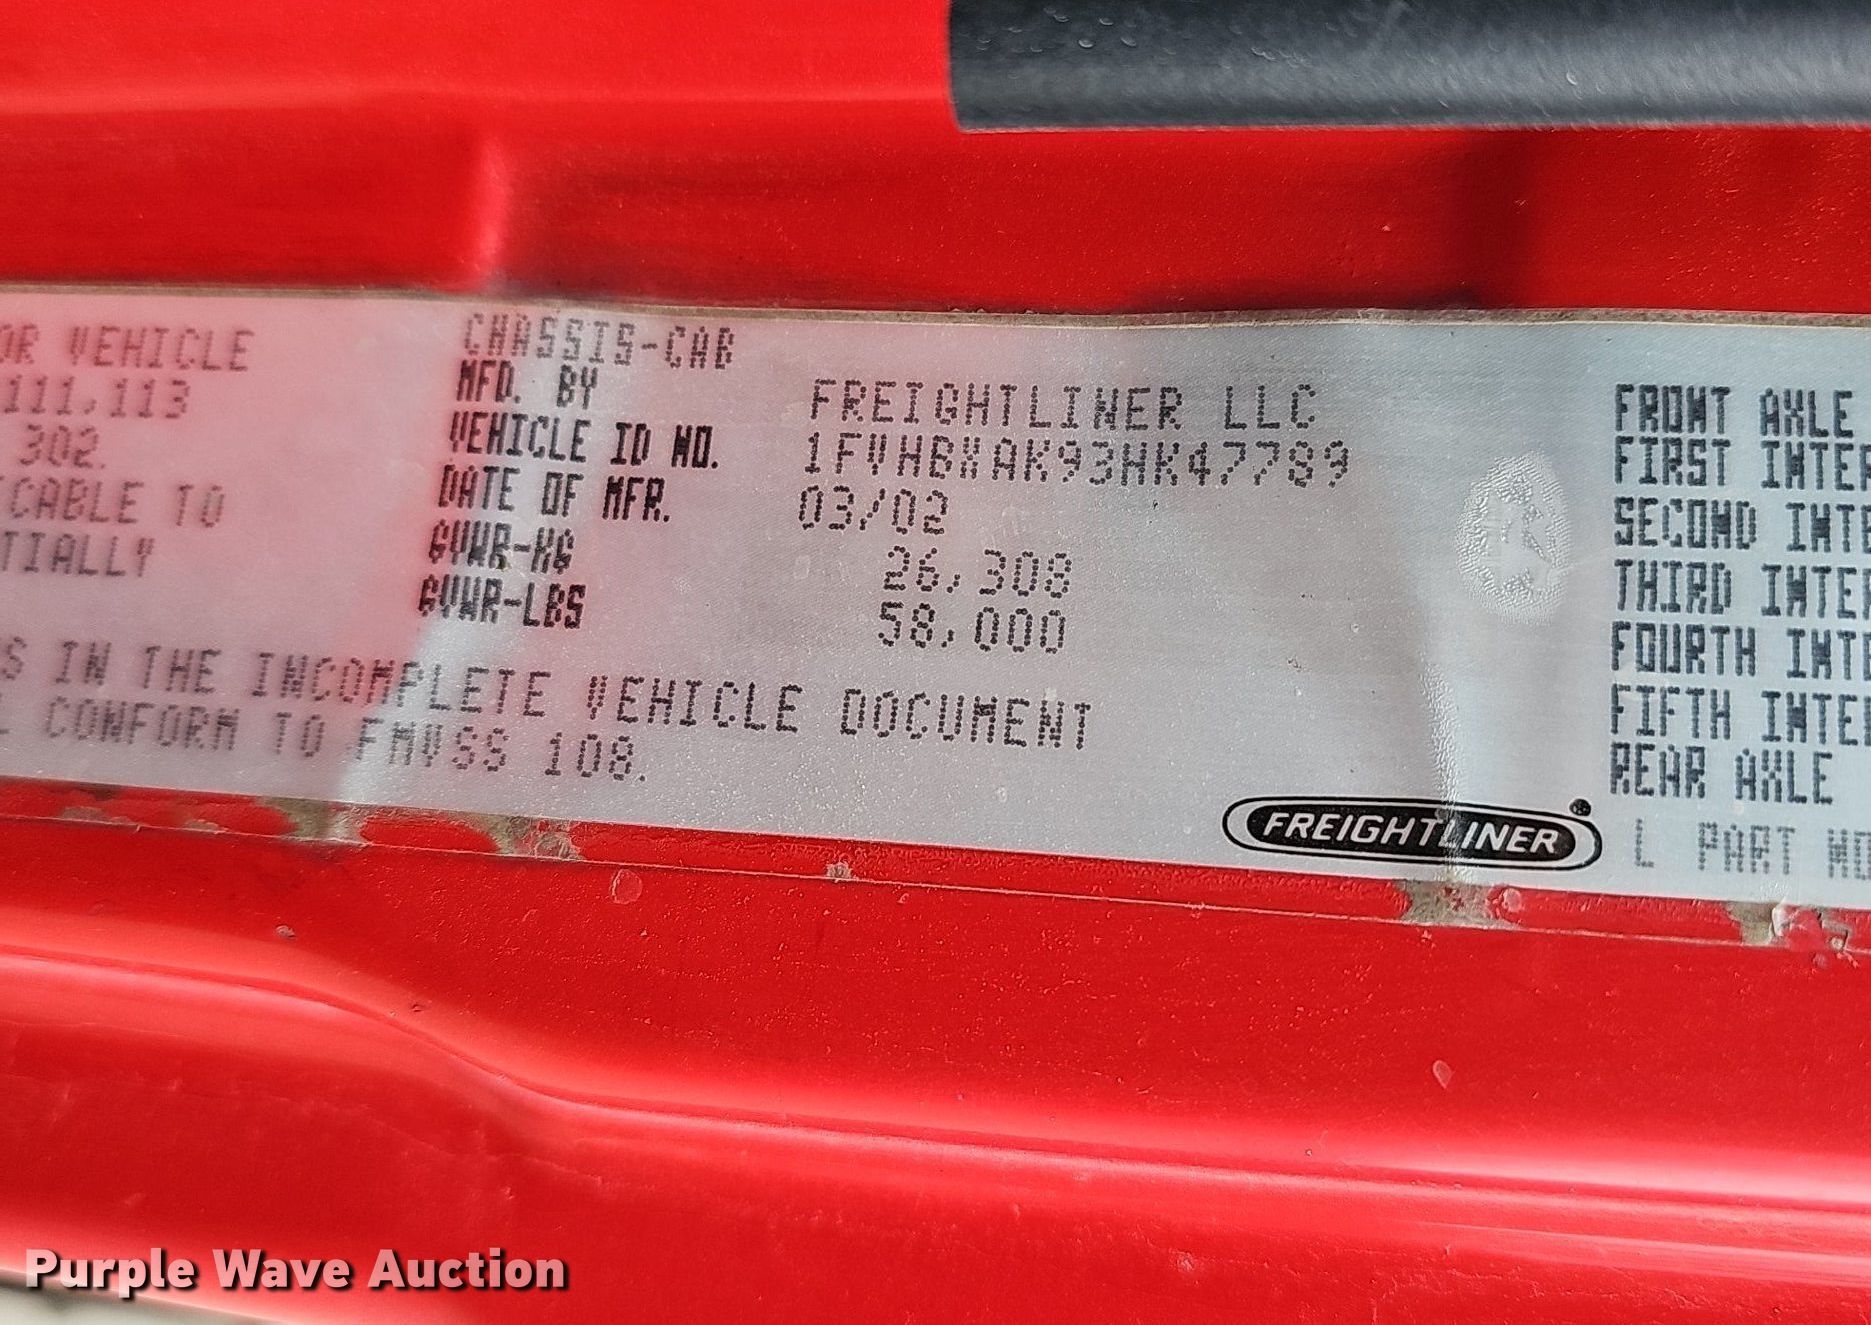 OR VEHICLE
111,113
302.
CABLE TO
TIALLY
S IN THE INCOMPLETE VEHICLE DOCUMENT
CONFORM TO FMVSS 108.
CHASSIS-CAB
MFD. BY FREIGHTLINER LLC
VEHICLE ID NO. 1FVHBXAK93HK47789
DATE OF MFR. 03/02
GVWR-KG 26,308
GVWR-LBS 58,000
FREIGHTLINER
FRONT AXLE
FIRST INTER
SECOND INTE
THIRD INTER
FOURTH INTE
FIFTH INTER
REAR AXLE
L PART NO
Purple Wave Auction